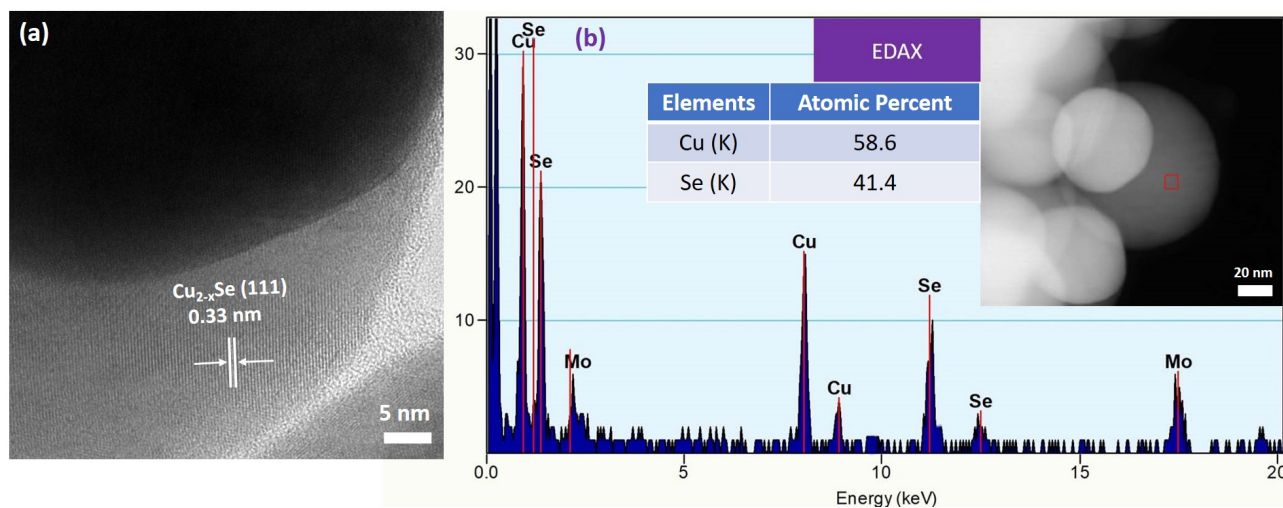 (a)
Cu₂₋ₓSe (111)
0.33 nm
5 nm
(b)
EDAX
Elements Atomic Percent
Cu (K) 58.6
Se (K) 41.4
20 nm
30
20
10
Se
Cu
Se
Mo
Cu
Cu
Se
Se
Mo
0.0 5 10 15 20
Energy (keV)